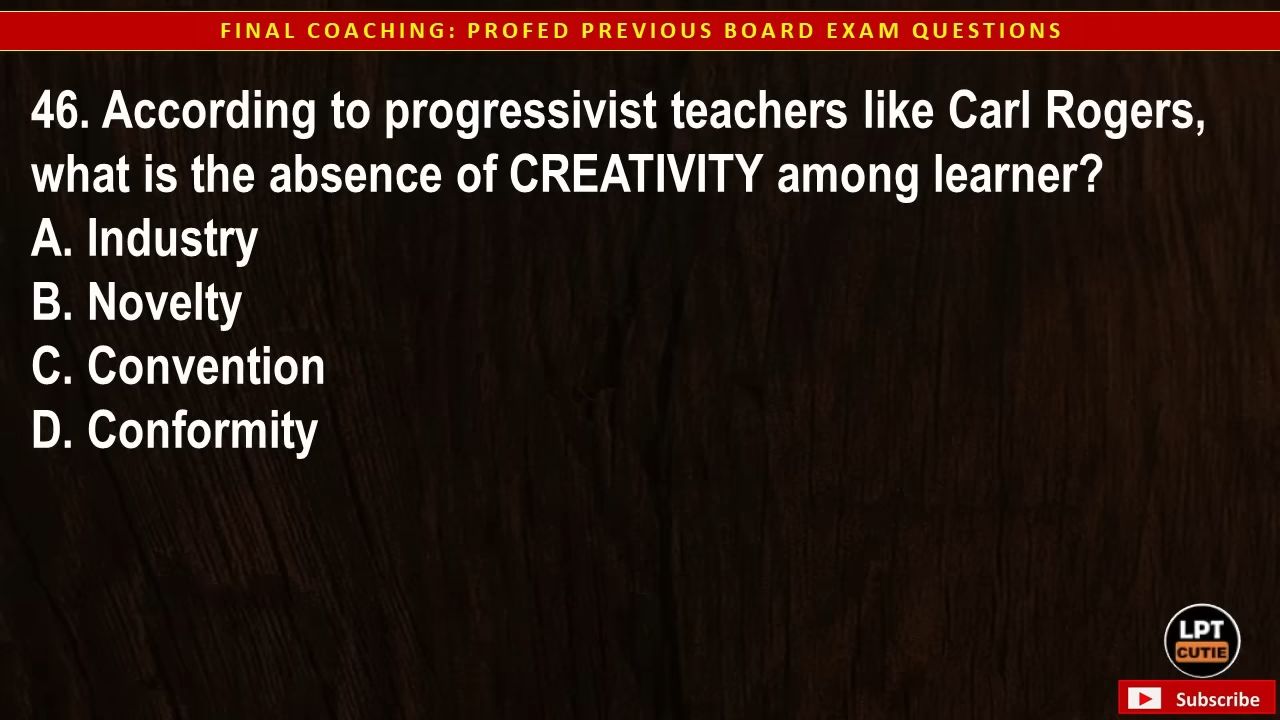 FINAL COACHING: PROFED PREVIOUS BOARD EXAM QUESTIONS
46. According to progressivist teachers like Carl Rogers,
what is the absence of CREATIVITY among learner?
A. Industry
B. Novelty
C. Convention
D. Conformity
LPT
CUTIE
Subscribe